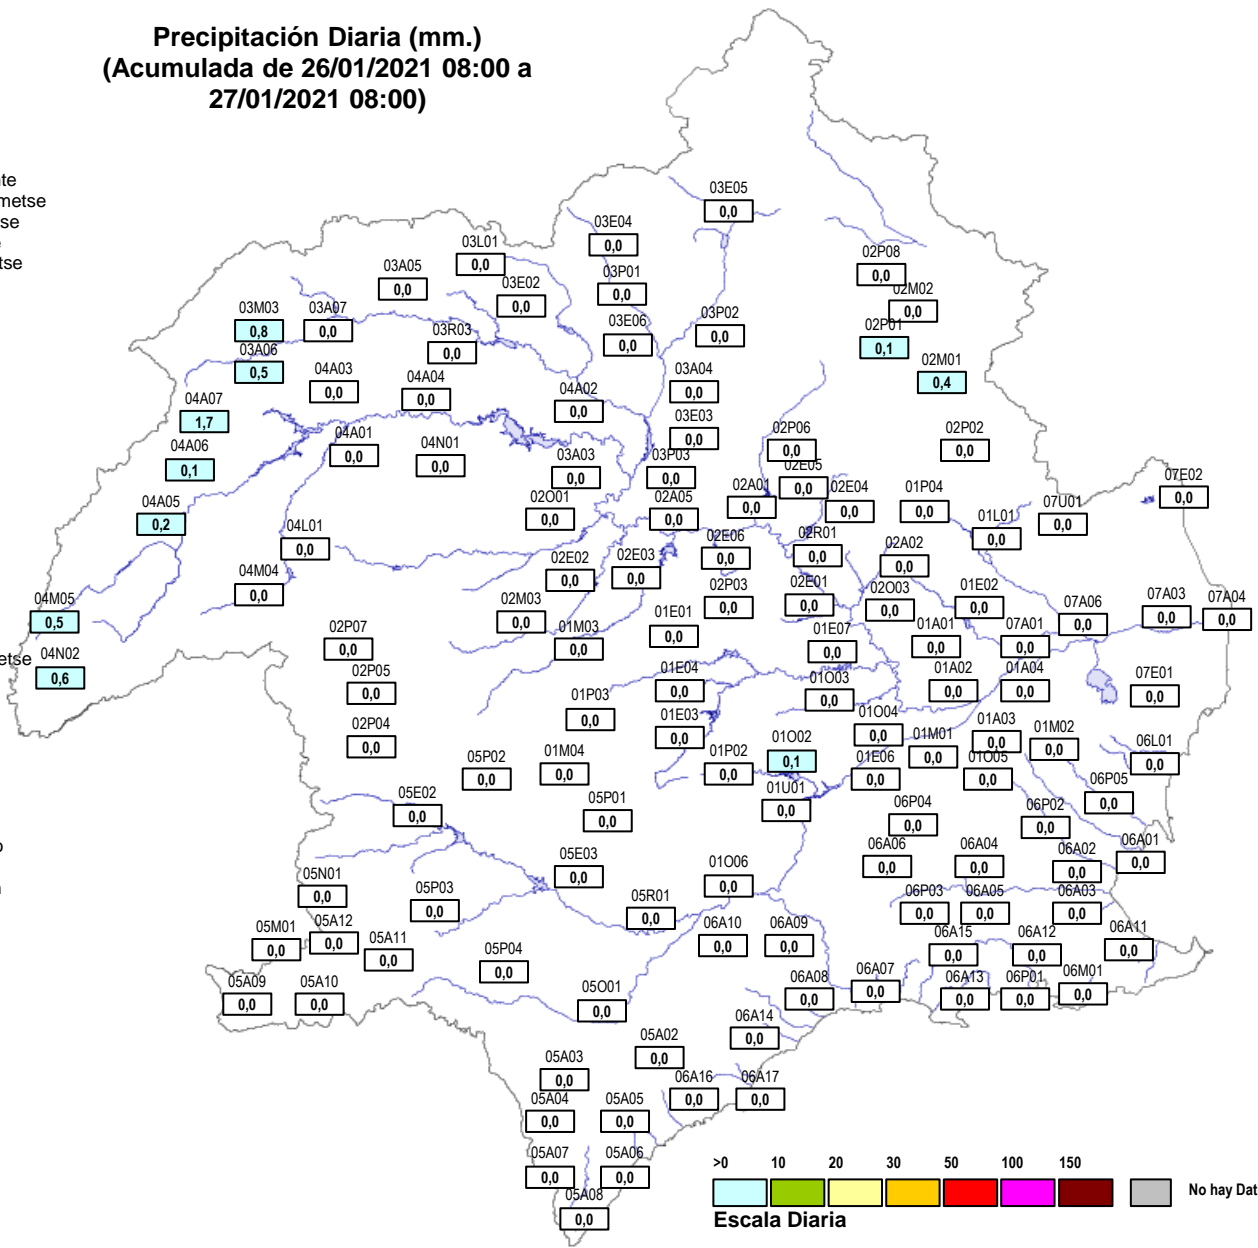 Precipitación Diaria (mm.)
(Acumulada de 26/01/2021 08:00 a
27/01/2021 08:00)
te
metse
se
tse
etse
03E05
0,0
03E04
0,0
03L01
0,0
02P08
0,0
03A05
0,0
03P01
0,0
03E02
0,0
02M02
0,0
03M03
0,8
03A07
0,0
03P02
0,0
02P01
0,1
03E06
0,0
03R03
0,0
03A06
0,5
02M01
0,4
04A03
0,0
04A04
0,0
03A04
0,0
04A02
0,0
04A07
1,7
03E03
0,0
02P06
0,0
02P02
0,0
04A01
0,0
04N01
0,0
04A06
0,1
03A03
0,0
03P03
0,0
02E05
0,0
07E02
0,0
02A01
0,0
02E04
0,0
01P04
0,0
04A05
0,2
02O01
0,0
02A05
0,0
07U01
0,0
01L01
0,0
04L01
0,0
02E06
0,0
02R01
0,0
02A02
0,0
02E02
0,0
02E03
0,0
04M04
0,0
02P03
0,0
02E01
0,0
02O03
0,0
01E02
0,0
04M05
0,5
02M03
0,0
07A06
0,0
07A03
0,0
07A04
0,0
01E01
0,0
02P07
0,0
01M03
0,0
01E07
0,0
01A01
0,0
07A01
0,0
04N02
0,6
02P05
0,0
01E04
0,0
01O03
0,0
01A02
0,0
01A04
0,0
07E01
0,0
01P03
0,0
02P04
0,0
01E03
0,0
01O04
0,0
01A03
0,0
01M02
0,0
01M01
0,0
06L01
0,0
05P02
0,0
01M04
0,0
01P02
0,0
01O02
0,1
01E06
0,0
01O05
0,0
01U01
0,0
06P05
0,0
05E02
0,0
05P01
0,0
06P04
0,0
06P02
0,0
05E03
0,0
06A06
0,0
06A04
0,0
06A02
0,0
06A01
0,0
05N01
0,0
05P03
0,0
01O06
0,0
05R01
0,0
06P03
0,0
06A05
0,0
06A03
0,0
05M01
0,0
05A12
0,0
05A11
0,0
06A10
0,0
06A09
0,0
06A15
0,0
06A12
0,0
06A11
0,0
05P04
0,0
05A09
0,0
05A10
0,0
05O01
0,0
06A08
0,0
06A07
0,0
06A13
0,0
06P01
0,0
06M01
0,0
06A14
0,0
05A02
0,0
05A03
0,0
06A16
0,0
06A17
0,0
05A04
0,0
05A05
0,0
05A07
0,0
05A06
0,0
05A08
0,0
>0 10 20 30 50 100 150
No hay Dat
Escala Diaria